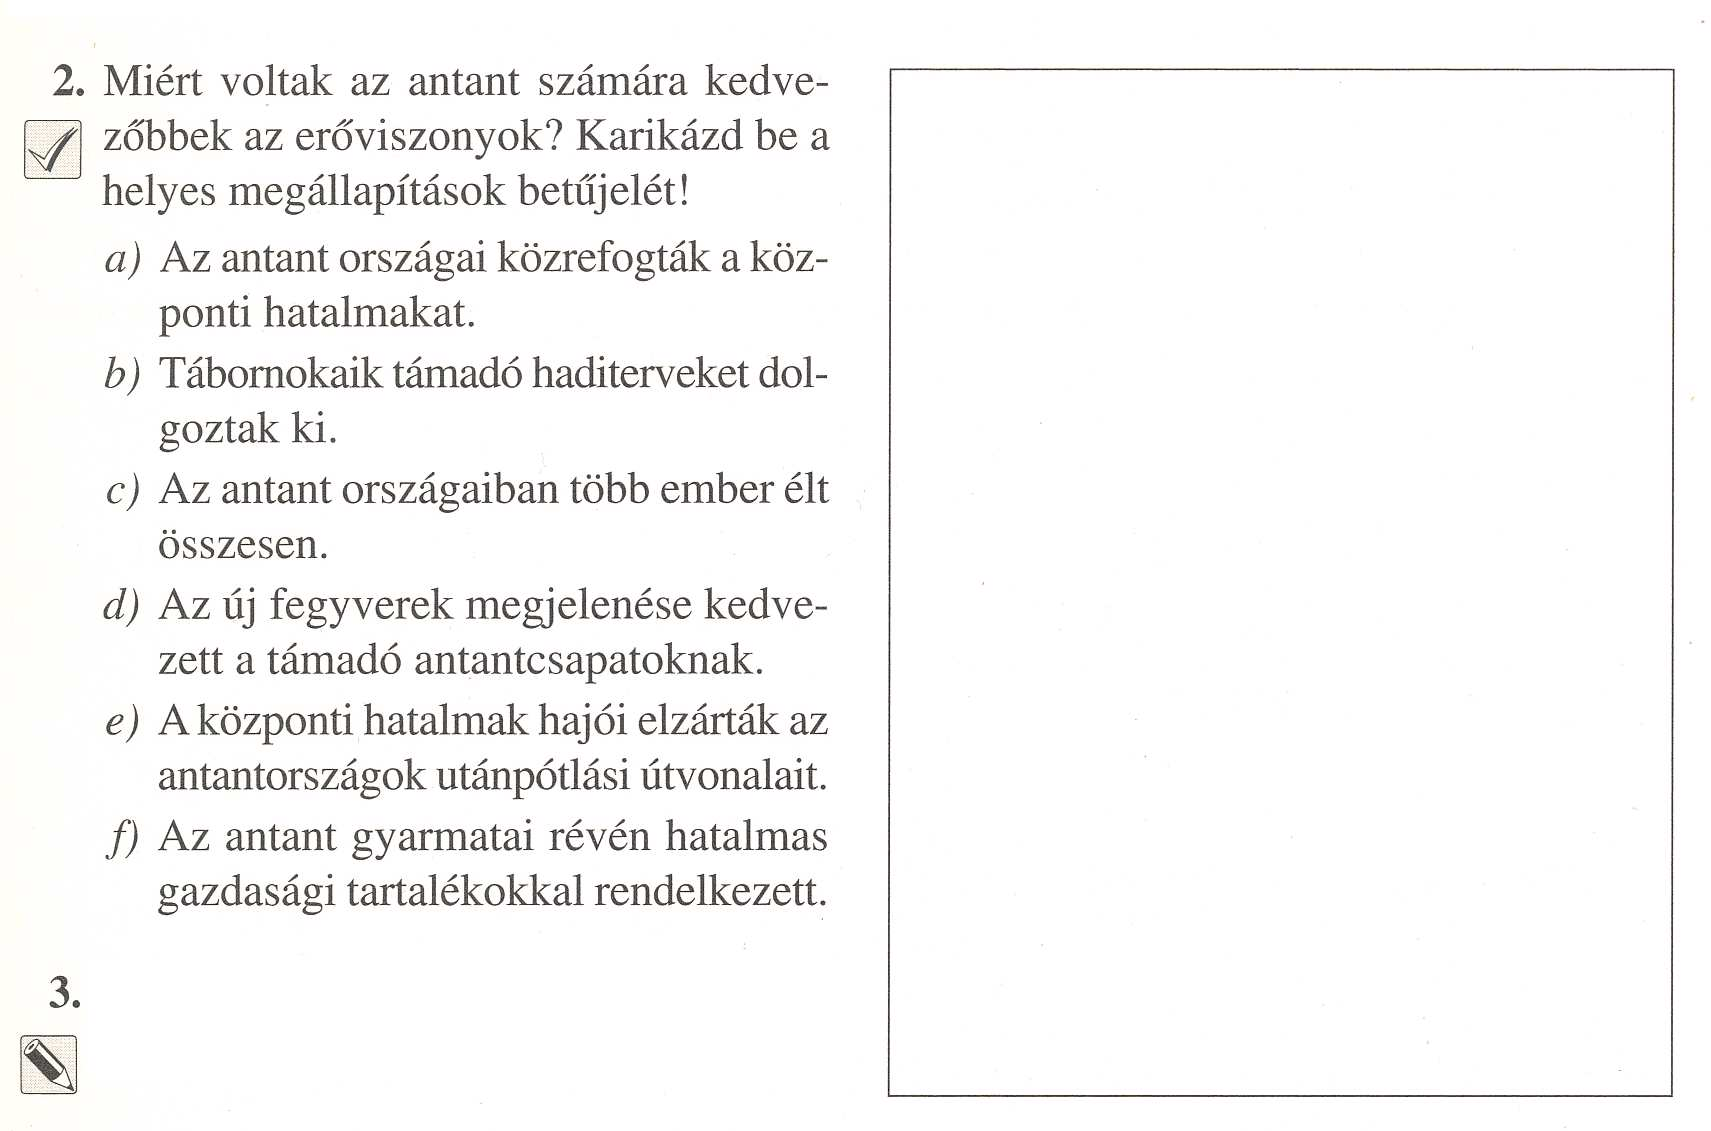 2. Miért voltak az antant számára kedve-
zőbbek az erőviszonyok? Karikázd be a
helyes megállapítások betűjelét!
a) Az antant országai közrefogták a köz-
ponti hatalmakat.
b) Tábornokaik támadó haditerveket dol-
goztak ki.
c) Az antant országaiban több ember élt
összesen.
d) Az új fegyverek megjelenése kedve-
zett a támadó antantcsapatoknak.
e) A központi hatalmak hajói elzárták az
antantországok utánpótlási útvonalait.
f) Az antant gyarmatai révén hatalmas
gazdasági tartalékokkal rendelkezett.
3.